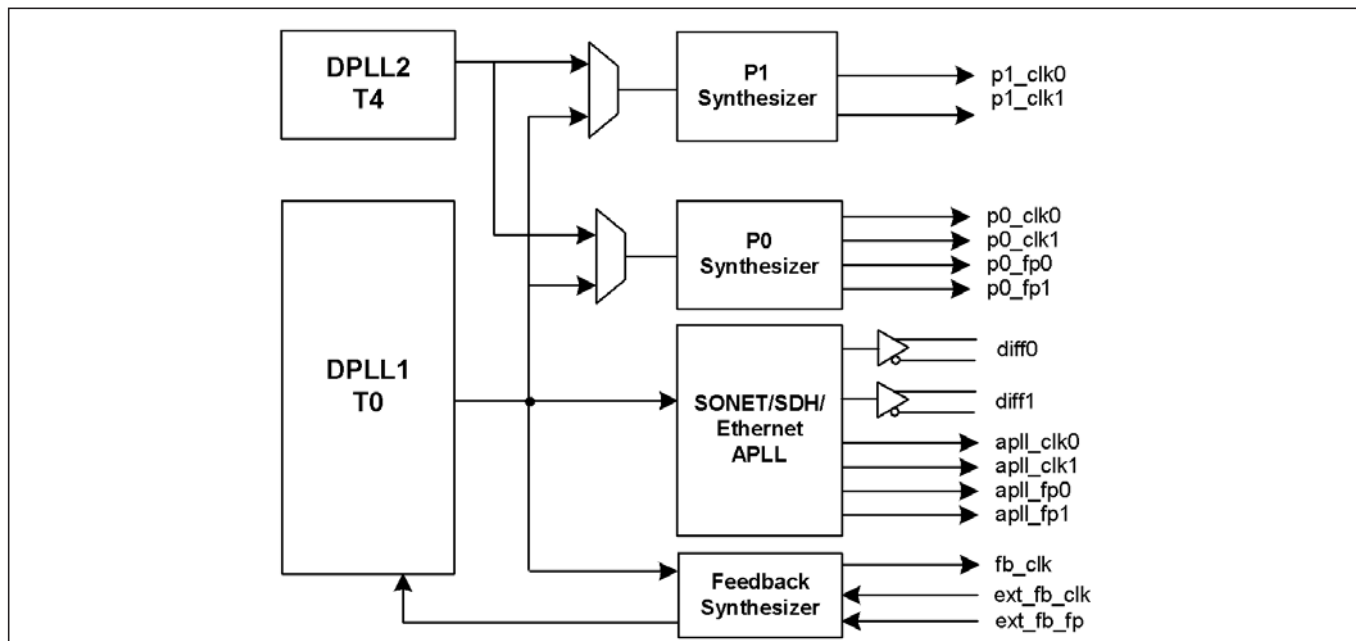 DPLL2
T4
P1
Synthesizer
p1_clk0
p1_clk1
DPLL1
T0
P0
Synthesizer
p0_clk0
p0_clk1
p0_fp0
p0_fp1
SONET/SDH/
Ethernet
APLL
diff0
diff1
apll_clk0
apll_clk1
apll_fp0
apll_fp1
Feedback
Synthesizer
fb_clk
ext_fb_clk
ext_fb_fp